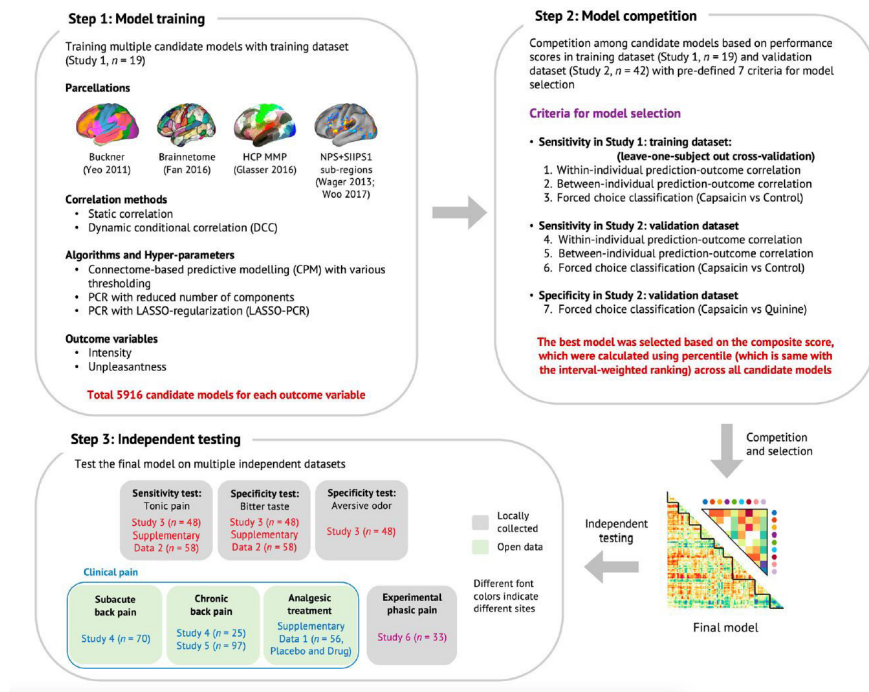 Step 1: Model training
Training multiple candidate models with training dataset
(Study 1, n = 19)
Parcellations
Buckner
(Yeo 2011)
Brainnetome
(Fan 2016)
HCP MMP
(Glasser 2016)
NPS+SIIPS1
sub-regions
(Wager 2013;
Woo 2017)
Correlation methods
• Static correlation
• Dynamic conditional correlation (DCC)
Algorithms and Hyper-parameters
• Connectome-based predictive modelling (CPM) with various
thresholding
• PCR with reduced number of components
• PCR with LASSO-regularization (LASSO-PCR)
Outcome variables
• Intensity
• Unpleasantness
Total 5916 candidate models for each outcome variable
Step 2: Model competition
Competition among candidate models based on performance
scores in training dataset (Study 1, n = 19) and validation
dataset (Study 2, n = 42) with pre-defined 7 criteria for model
selection
Criteria for model selection
• Sensitivity in Study 1: training dataset:
(leave-one-subject out cross-validation)
1. Within-individual prediction-outcome correlation
2. Between-individual prediction-outcome correlation
3. Forced choice classification (Capsaicin vs Control)
• Sensitivity in Study 2: validation dataset
4. Within-individual prediction-outcome correlation
5. Between-individual prediction-outcome correlation
6. Forced choice classification (Capsaicin vs Control)
• Specificity in Study 2: validation dataset
7. Forced choice classification (Capsaicin vs Quinine)
The best model was selected based on the composite score,
which were calculated using percentile (which is same with
the interval-weighted ranking) across all candidate models
Competition
and selection
Final model
Independent
testing
Step 3: Independent testing
Test the final model on multiple independent datasets
Sensitivity test:
Tonic pain
Study 3 (n = 48)
Supplementary
Data 2 (n = 58)
Specificity test:
Bitter taste
Study 3 (n = 48)
Supplementary
Data 2 (n = 58)
Specificity test:
Aversive odor
Study 3 (n = 48)
Locally
collected
Open data
Different font
colors indicate
different sites
Clinical pain
Subacute
back pain
Study 4 (n = 70)
Chronic
back pain
Study 4 (n = 25)
Study 5 (n = 97)
Analgesic
treatment
Supplementary
Data 1 (n = 56,
Placebo and Drug)
Experimental
phasic pain
Study 6 (n = 33)